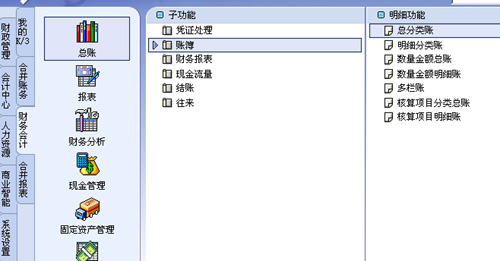 财政管理
会计中心
人力资源
商业智能
系统设置
我的K/3
合并账务
财务会计
合并报表
总账
报表
财务分析
现金管理
固定资产管理
子功能
凭证处理
账簿
财务报表
现金流量
结账
往来
明细功能
总分类账
明细分类账
数量金额总账
数量金额明细账
多栏账
核算项目分类总账
核算项目明细账